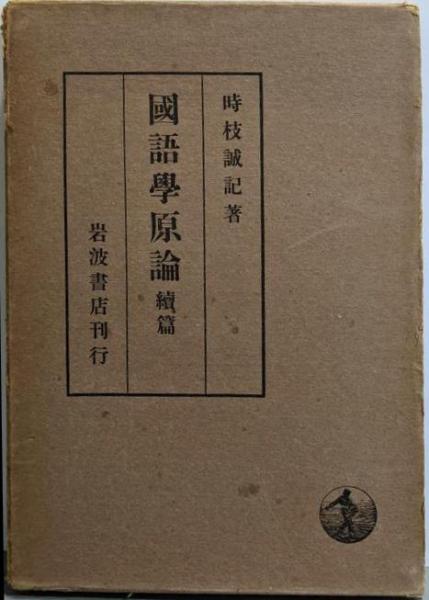 時枝誠記著
國語學原論 續篇
岩波書店刊行